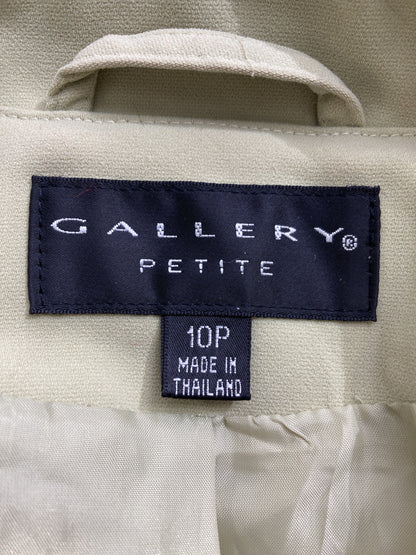 GALLERY®
PETITE
10P
MADE IN
THAILAND